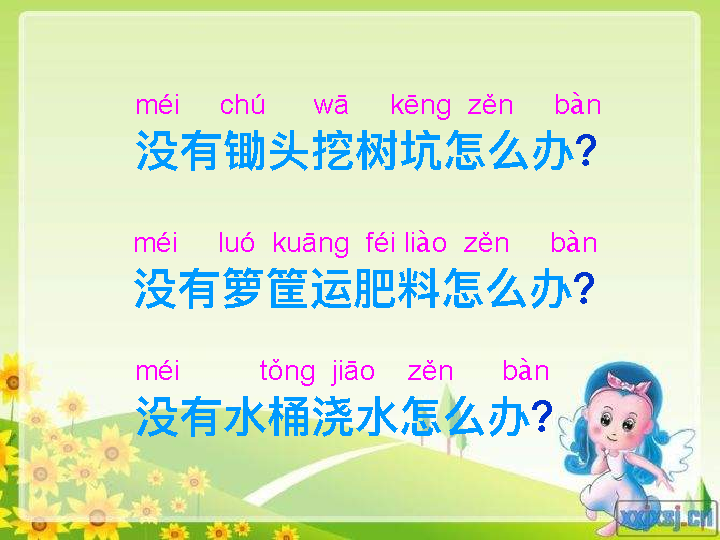 méi chú wā kēng zěn bàn
没有锄头挖树坑怎么办?
méi luó kuāng féi liào zěn bàn
没有箩筐运肥料怎么办?
méi tǒng jiāo zěn bàn
没有水桶浇水怎么办?
xxjxsj.cn